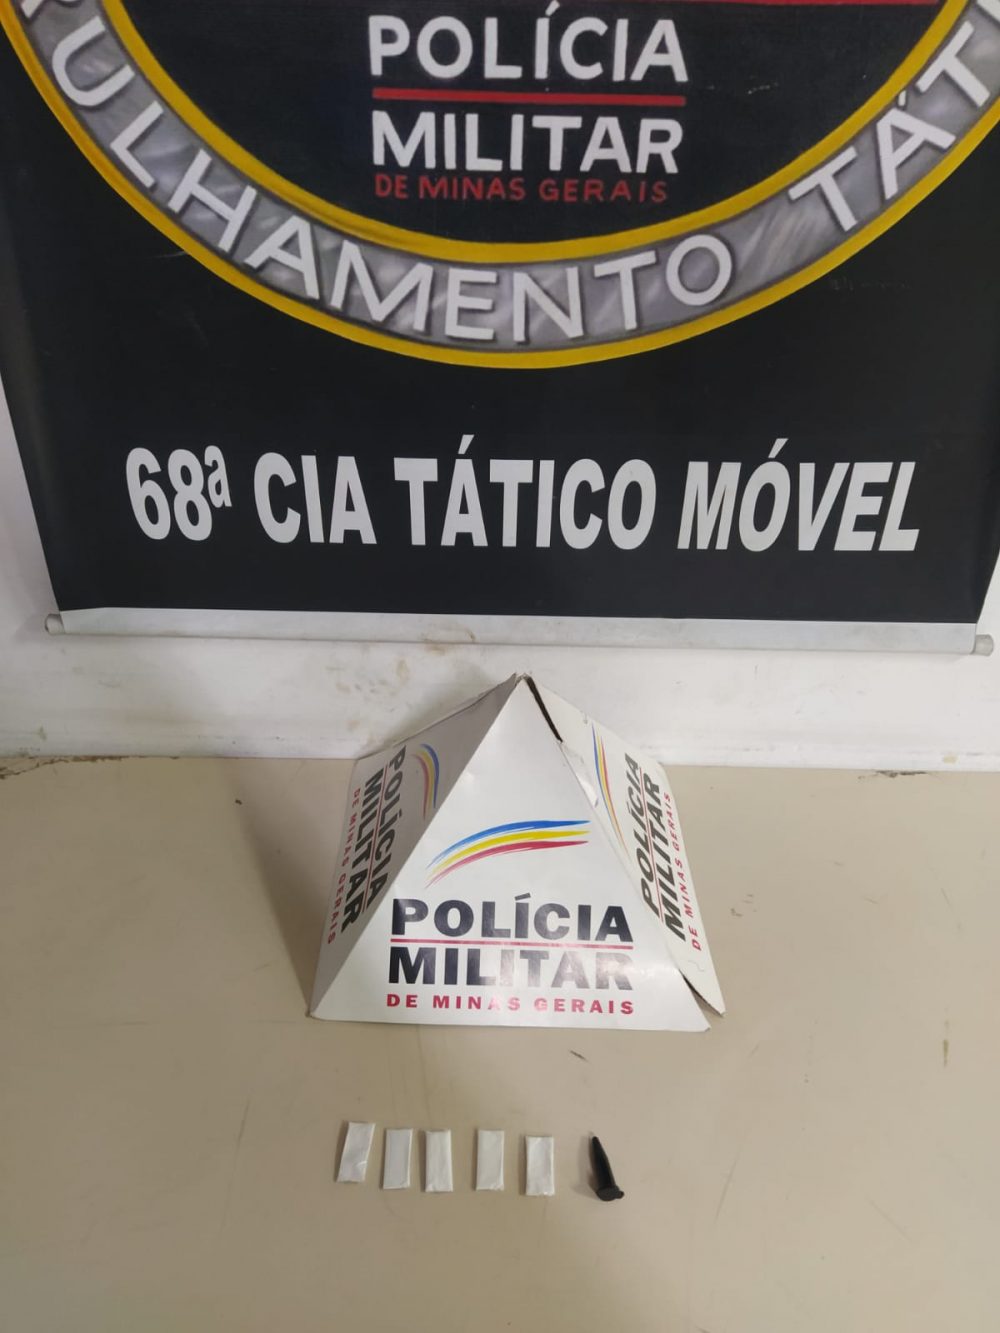 POLÍCIA
MILITAR
DE MINAS GERAIS
PULHAMENTO TÁT
68ª CIA TÁTICO MÓVEL
POLÍCIA
MILITAR
DE MINAS GERAIS
POLÍCIA
MILITAR
DE MINAS GERAIS
POLÍCIA
MILITAR
DE MINAS GERAIS